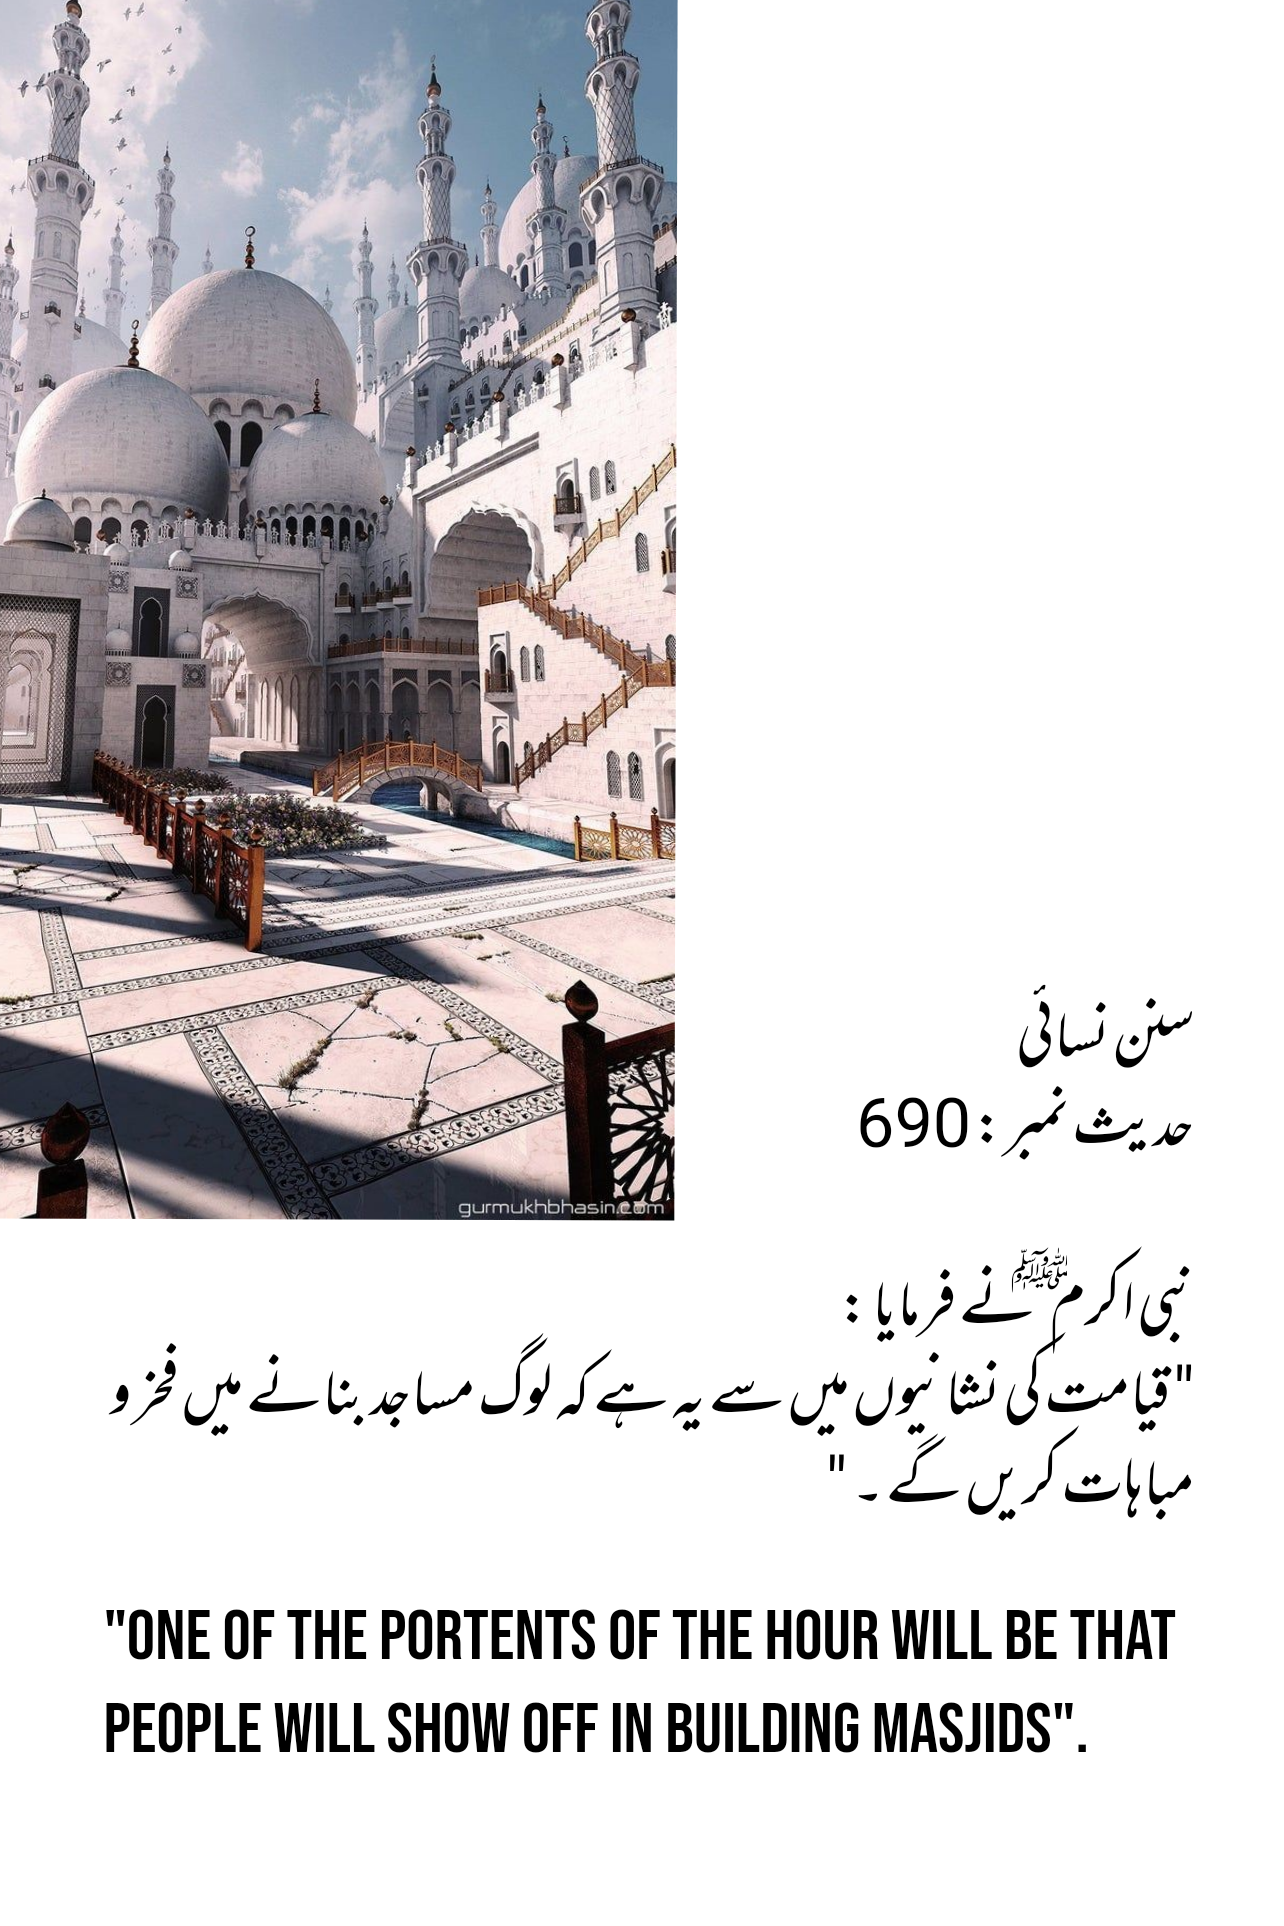 gurmukhbhasin.com
سنن نسائی
حدیث نمبر : 690
نبی اکرم ﷺ نے فرمایا :
"قیامت کی نشانیوں میں سے یہ ہے کہ لوگ مساجد بنانے میں فخر و
مباہات کریں گے ۔ "
"ONE OF THE PORTENTS OF THE HOUR WILL BE THAT
PEOPLE WILL SHOW OFF IN BUILDING MASJIDS".